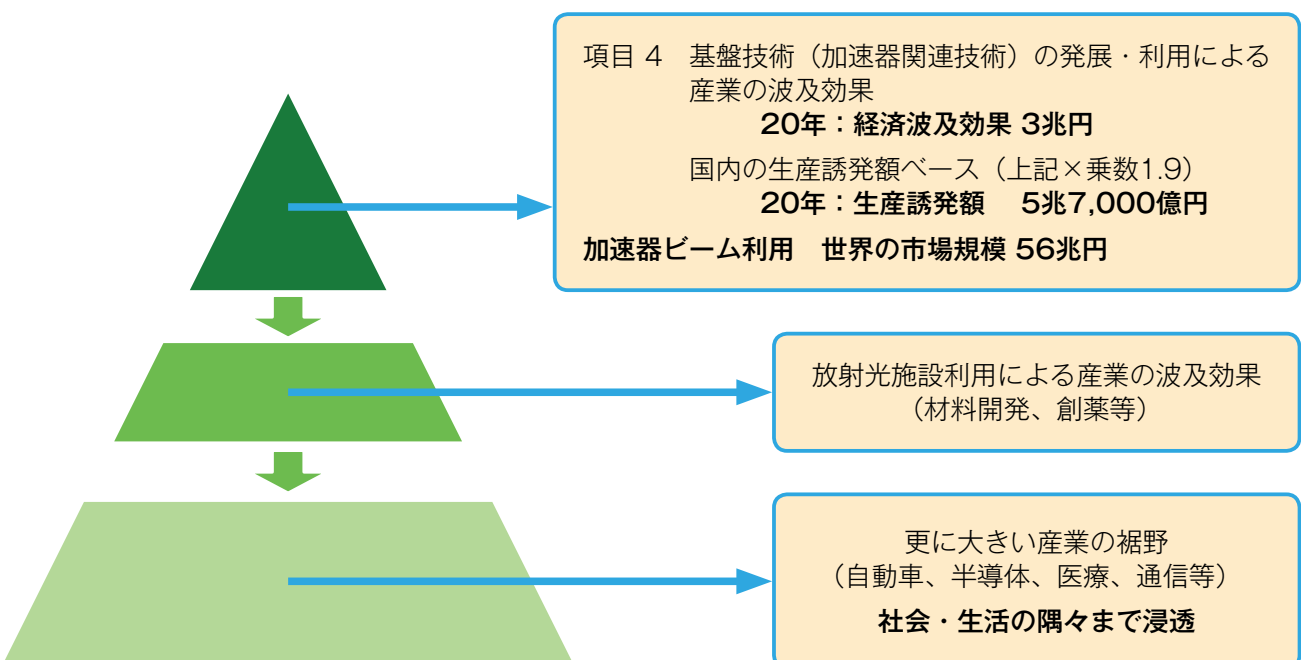 項目 4　基盤技術（加速器関連技術）の発展・利用による
産業の波及効果
20年：経済波及効果 3兆円
国内の生産誘発額ベース（上記×乗数1.9）
20年：生産誘発額　5兆7,000億円
加速器ビーム利用　世界の市場規模 56兆円
放射光施設利用による産業の波及効果
（材料開発、創薬等）
更に大きい産業の裾野
（自動車、半導体、医療、通信等）
社会・生活の隅々まで浸透